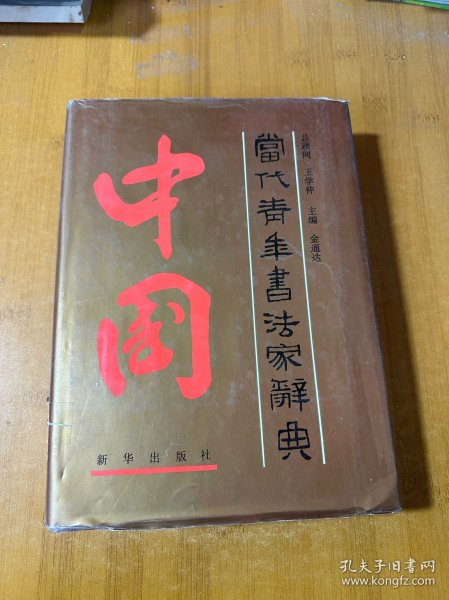 中国
當代青年書法家辭典
总顾问 王学仲 主编 金通达
新华出版社
孔夫子旧书网
www.kongfz.com